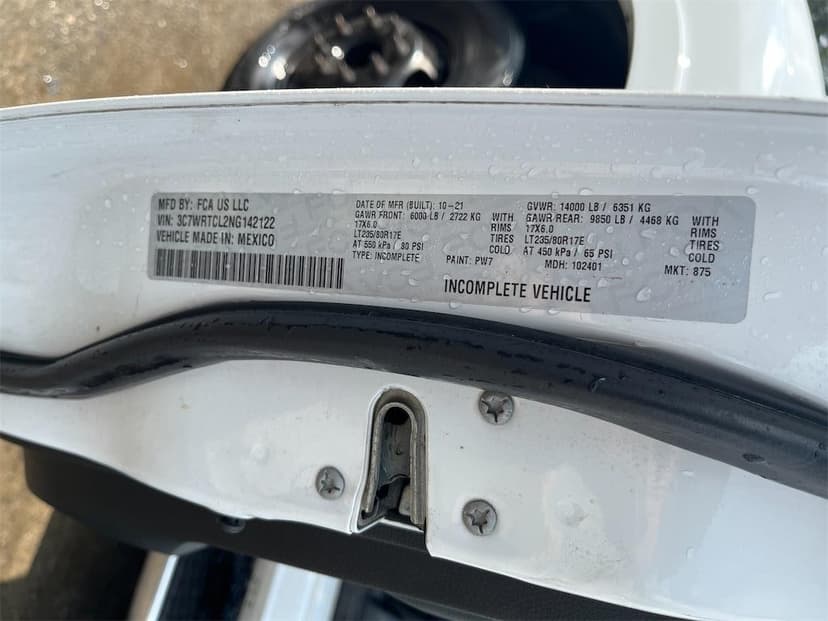 MFD BY: FCA US LLC
VIN: 3C7WRTCL2NG142122
VEHICLE MADE IN: MEXICO
DATE OF MFR (BUILT): 10-21
GAWR FRONT: 6000 LB / 2722 KG WITH
17X6.0 RIMS
LT235/80R17E TIRES
AT 550 kPa / 80 PSI COLD
TYPE: INCOMPLETE
GVWR: 14000 LB / 6351 KG
GAWR REAR: 9850 LB / 4468 KG WITH
17X6.0 RIMS
LT235/80R17E TIRES
AT 450 kPa / 65 PSI COLD
PAINT: PW7 MDH: 102401 MKT: 875
INCOMPLETE VEHICLE